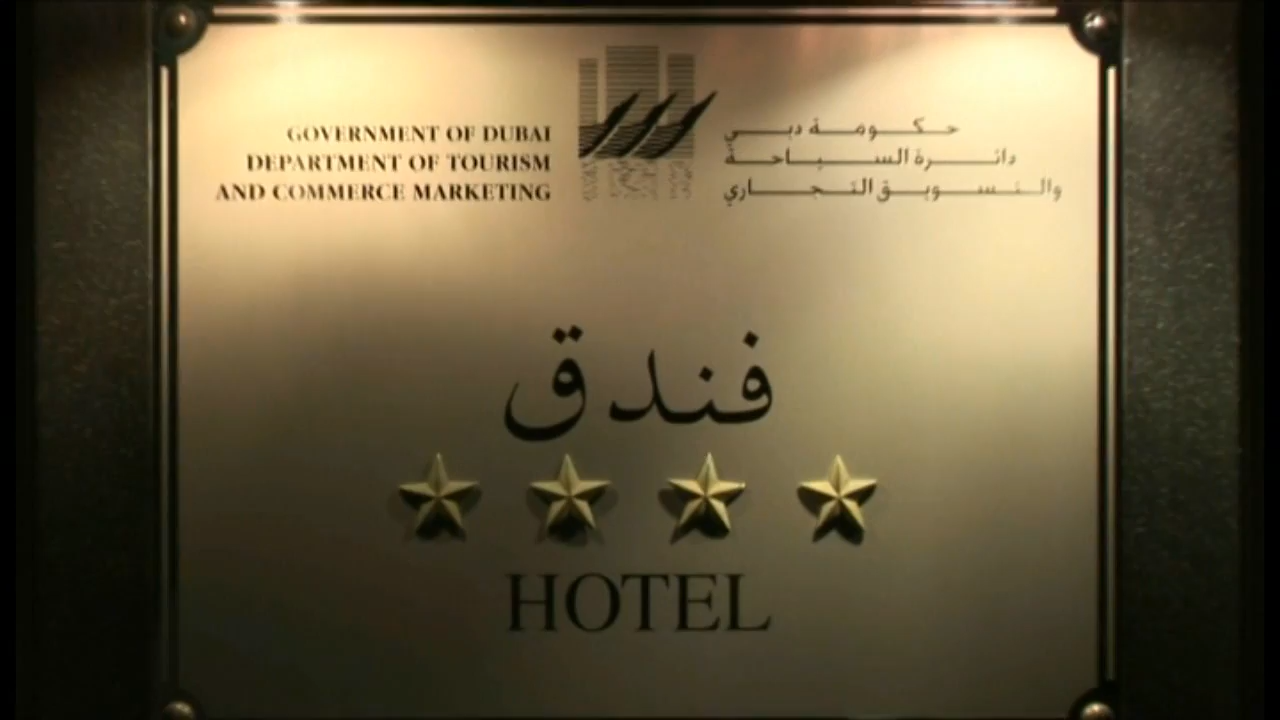 GOVERNMENT OF DUBAI
DEPARTMENT OF TOURISM
AND COMMERCE MARKETING
حكومة دبي
دائرة السياحة
والتسويق التجاري
فندق
HOTEL